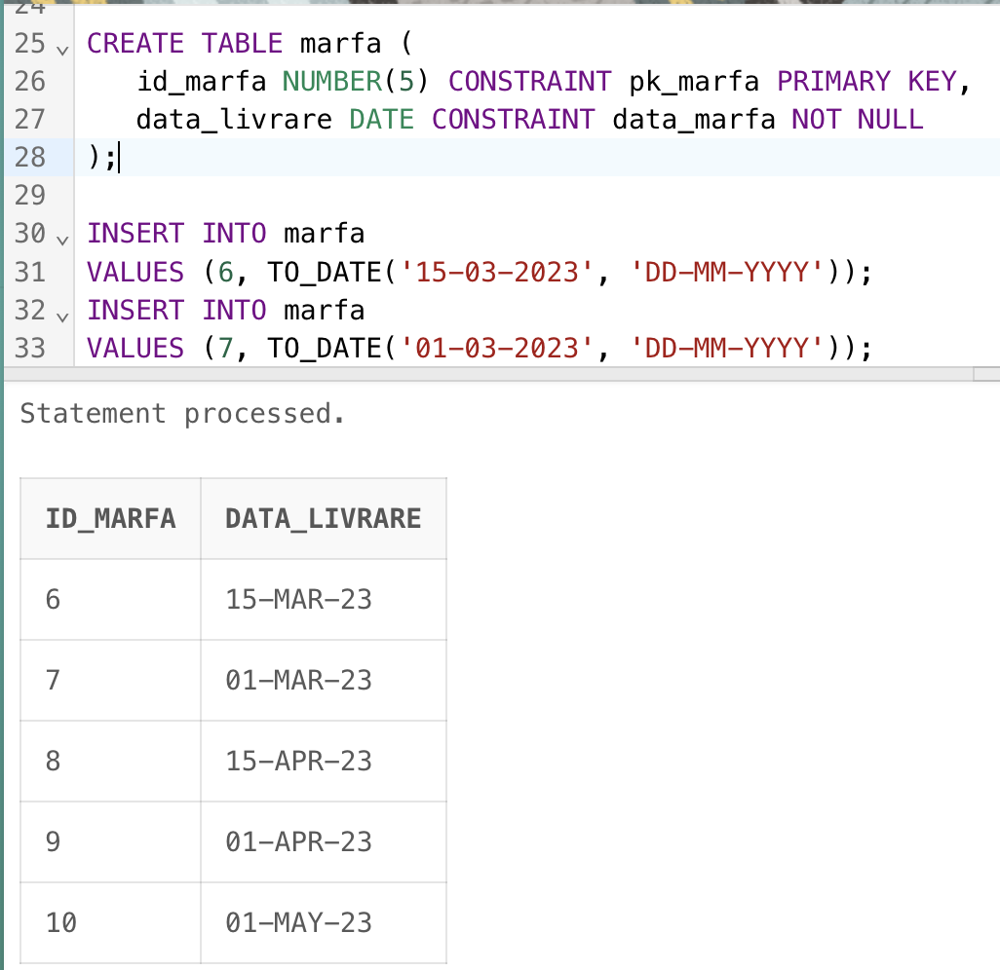 24
25 CREATE TABLE marfa (
26 id_marfa NUMBER(5) CONSTRAINT pk_marfa PRIMARY KEY,
27 data_livrare DATE CONSTRAINT data_marfa NOT NULL
28 );
29
30 INSERT INTO marfa
31 VALUES (6, TO_DATE('15-03-2023', 'DD-MM-YYYY'));
32 INSERT INTO marfa
33 VALUES (7, TO_DATE('01-03-2023', 'DD-MM-YYYY'));
Statement processed.
ID_MARFA DATA_LIVRARE
6 15-MAR-23
7 01-MAR-23
8 15-APR-23
9 01-APR-23
10 01-MAY-23